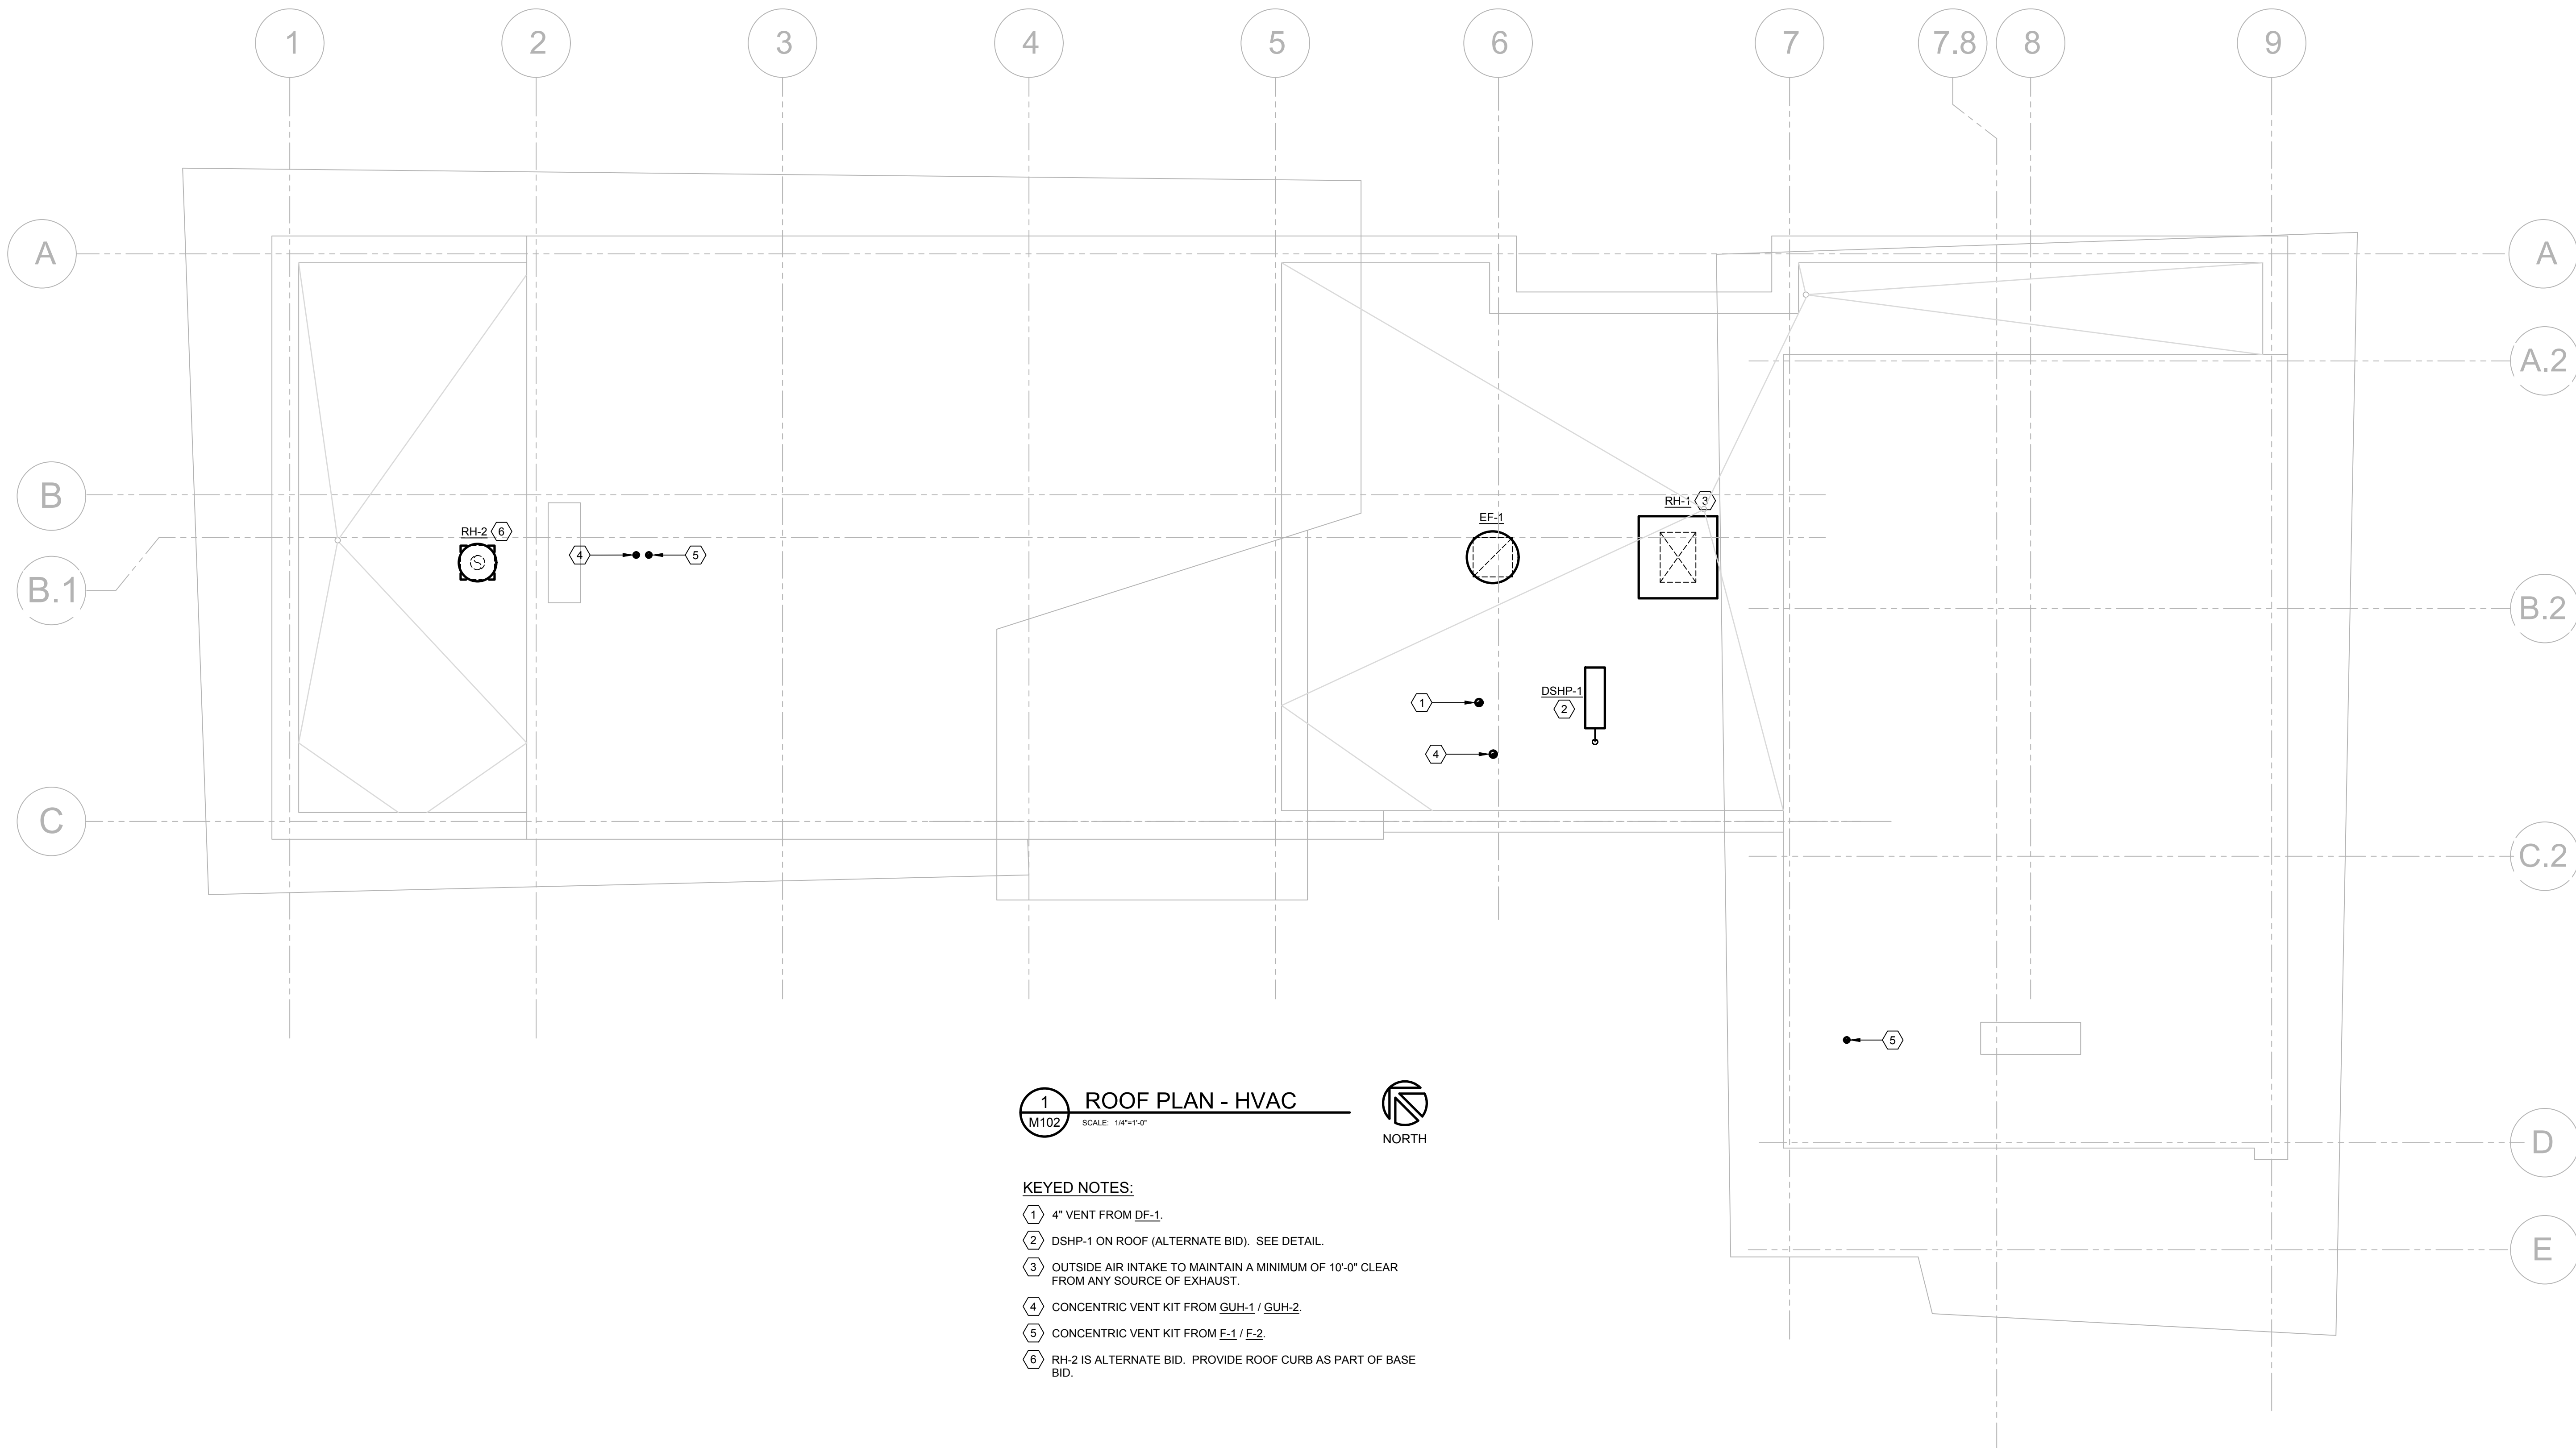 1
2
3
4
5
6
7
7.8
8
9
A
A
A.2
B
RH-1 3
EF-1
RH-2 6
4
5
B.1
B.2
DSHP-1
2
1
4
C
C.2
5
1
M102
ROOF PLAN - HVAC
SCALE: 1/4"=1'-0"
NORTH
D
KEYED NOTES:
1 4" VENT FROM DF-1.
2 DSHP-1 ON ROOF (ALTERNATE BID). SEE DETAIL.
E
3 OUTSIDE AIR INTAKE TO MAINTAIN A MINIMUM OF 10'-0" CLEAR
FROM ANY SOURCE OF EXHAUST.
4 CONCENTRIC VENT KIT FROM GUH-1 / GUH-2.
5 CONCENTRIC VENT KIT FROM F-1 / F-2.
6 RH-2 IS ALTERNATE BID. PROVIDE ROOF CURB AS PART OF BASE
BID.